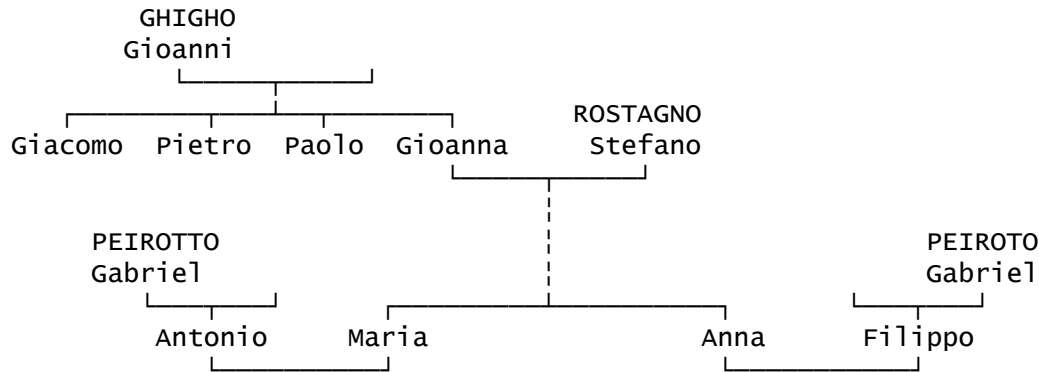 GHIGHO
Gioanni
ROSTAGNO
Giacomo Pietro Paolo Gioanna Stefano
PEIROTTO PEIROTO
Gabriel Gabriel
Antonio Maria Anna Filippo